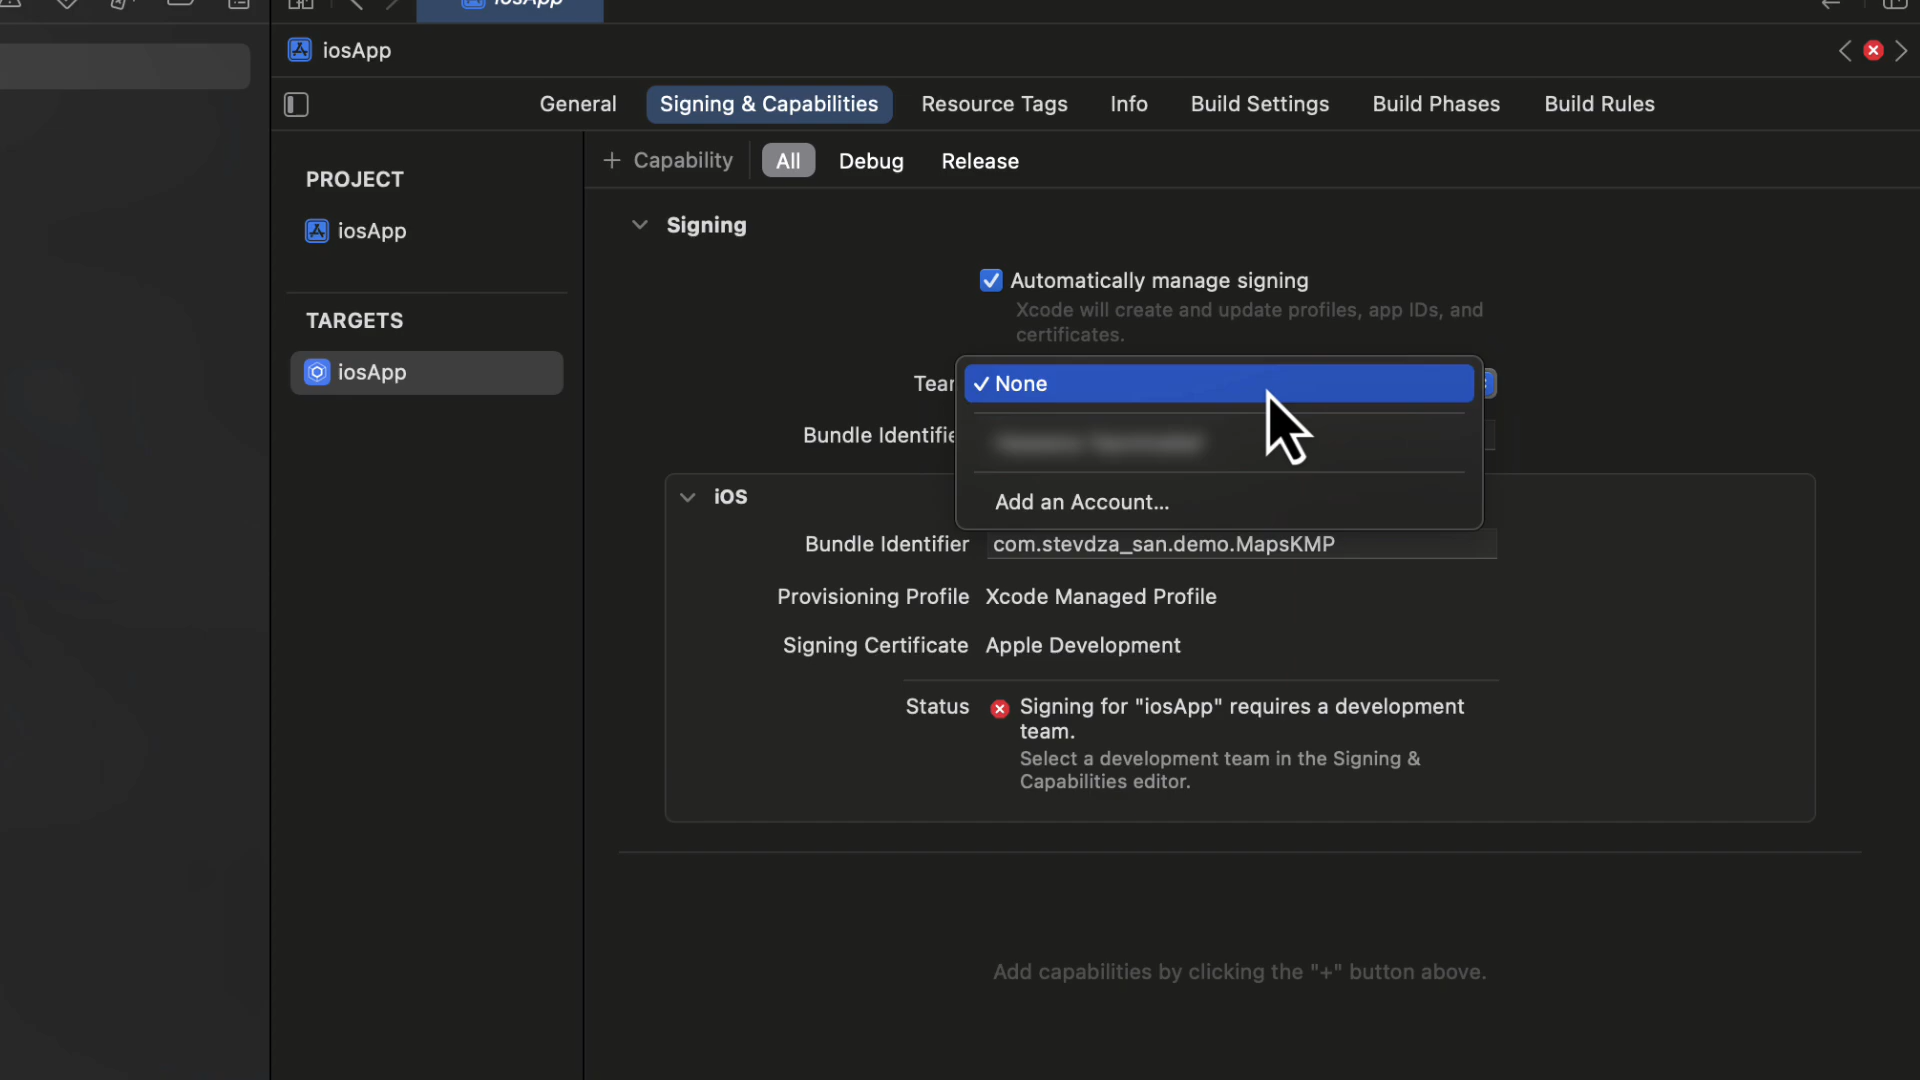 iosApp
iosApp
General
Signing & Capabilities
Resource Tags
Info
Build Settings
Build Phases
Build Rules
+ Capability
All
Debug
Release
PROJECT
iosApp
TARGETS
iosApp
Signing
Automatically manage signing
Xcode will create and update profiles, app IDs, and
certificates.
Tear
✓ None
Bundle Identifie
Add an Account...
iOS
Bundle Identifier com.stevdza_san.demo.MapsKMP
Provisioning Profile Xcode Managed Profile
Signing Certificate Apple Development
Status Signing for "iosApp" requires a development
team.
Select a development team in the Signing &
Capabilities editor.
Add capabilities by clicking the "+" button above.